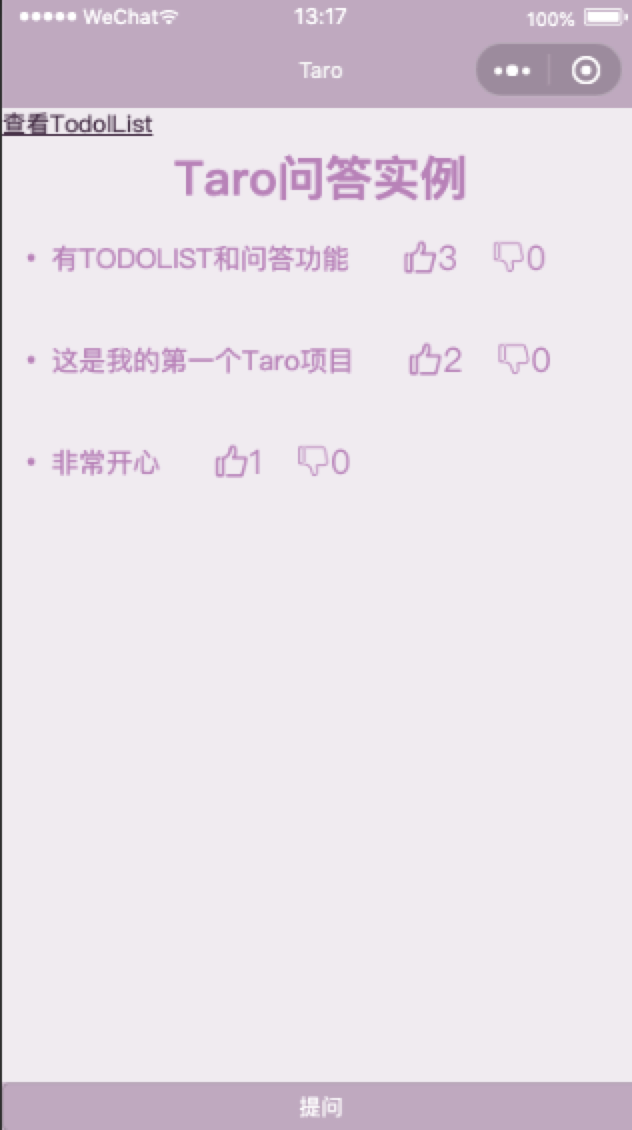 WeChat 13:17 100%
Taro
查看TodolList
Taro问答实例
• 有TODOLIST和问答功能 3 0
• 这是我的第一个Taro项目 2 0
• 非常开心 1 0
提问